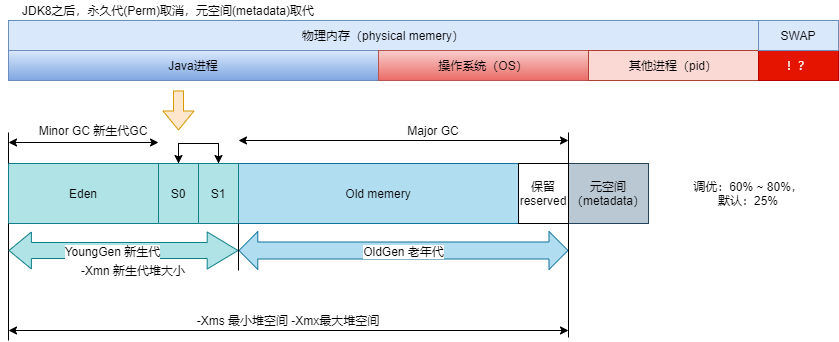 JDK8之后，永久代(Perm)取消，元空间(metadata)取代
物理内存（physical memery）
SWAP
Java进程
操作系统（OS）
其他进程（pid）
！？
Minor GC 新生代GC
Major GC
Eden
S0
S1
Old memery
保留
reserved
元空间
（metadata）
调优：60% ~ 80%，
默认：25%
YoungGen 新生代
-Xmn 新生代堆大小
OldGen 老年代
-Xms 最小堆空间 -Xmx最大堆空间